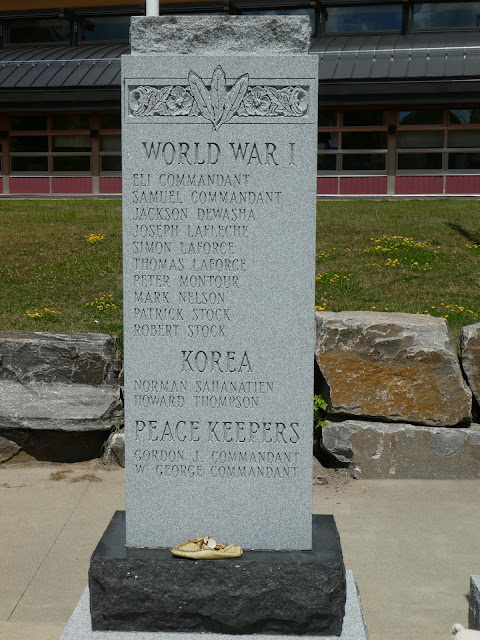 WORLD WAR I
ELI COMMANDANT
SAMUEL COMMANDANT
JACKSON DEWASHA
JOSEPH LAFLECHE
SIMON LAFORCE
THOMAS LAFORCE
PETER MONTOUR
MARK NELSON
PATRICK STOCK
ROBERT STOCK
KOREA
NORMAN SAHANATIEN
HOWARD THOMPSON
PEACE KEEPERS
GORDON J. COMMANDANT
W. GEORGE COMMANDANT